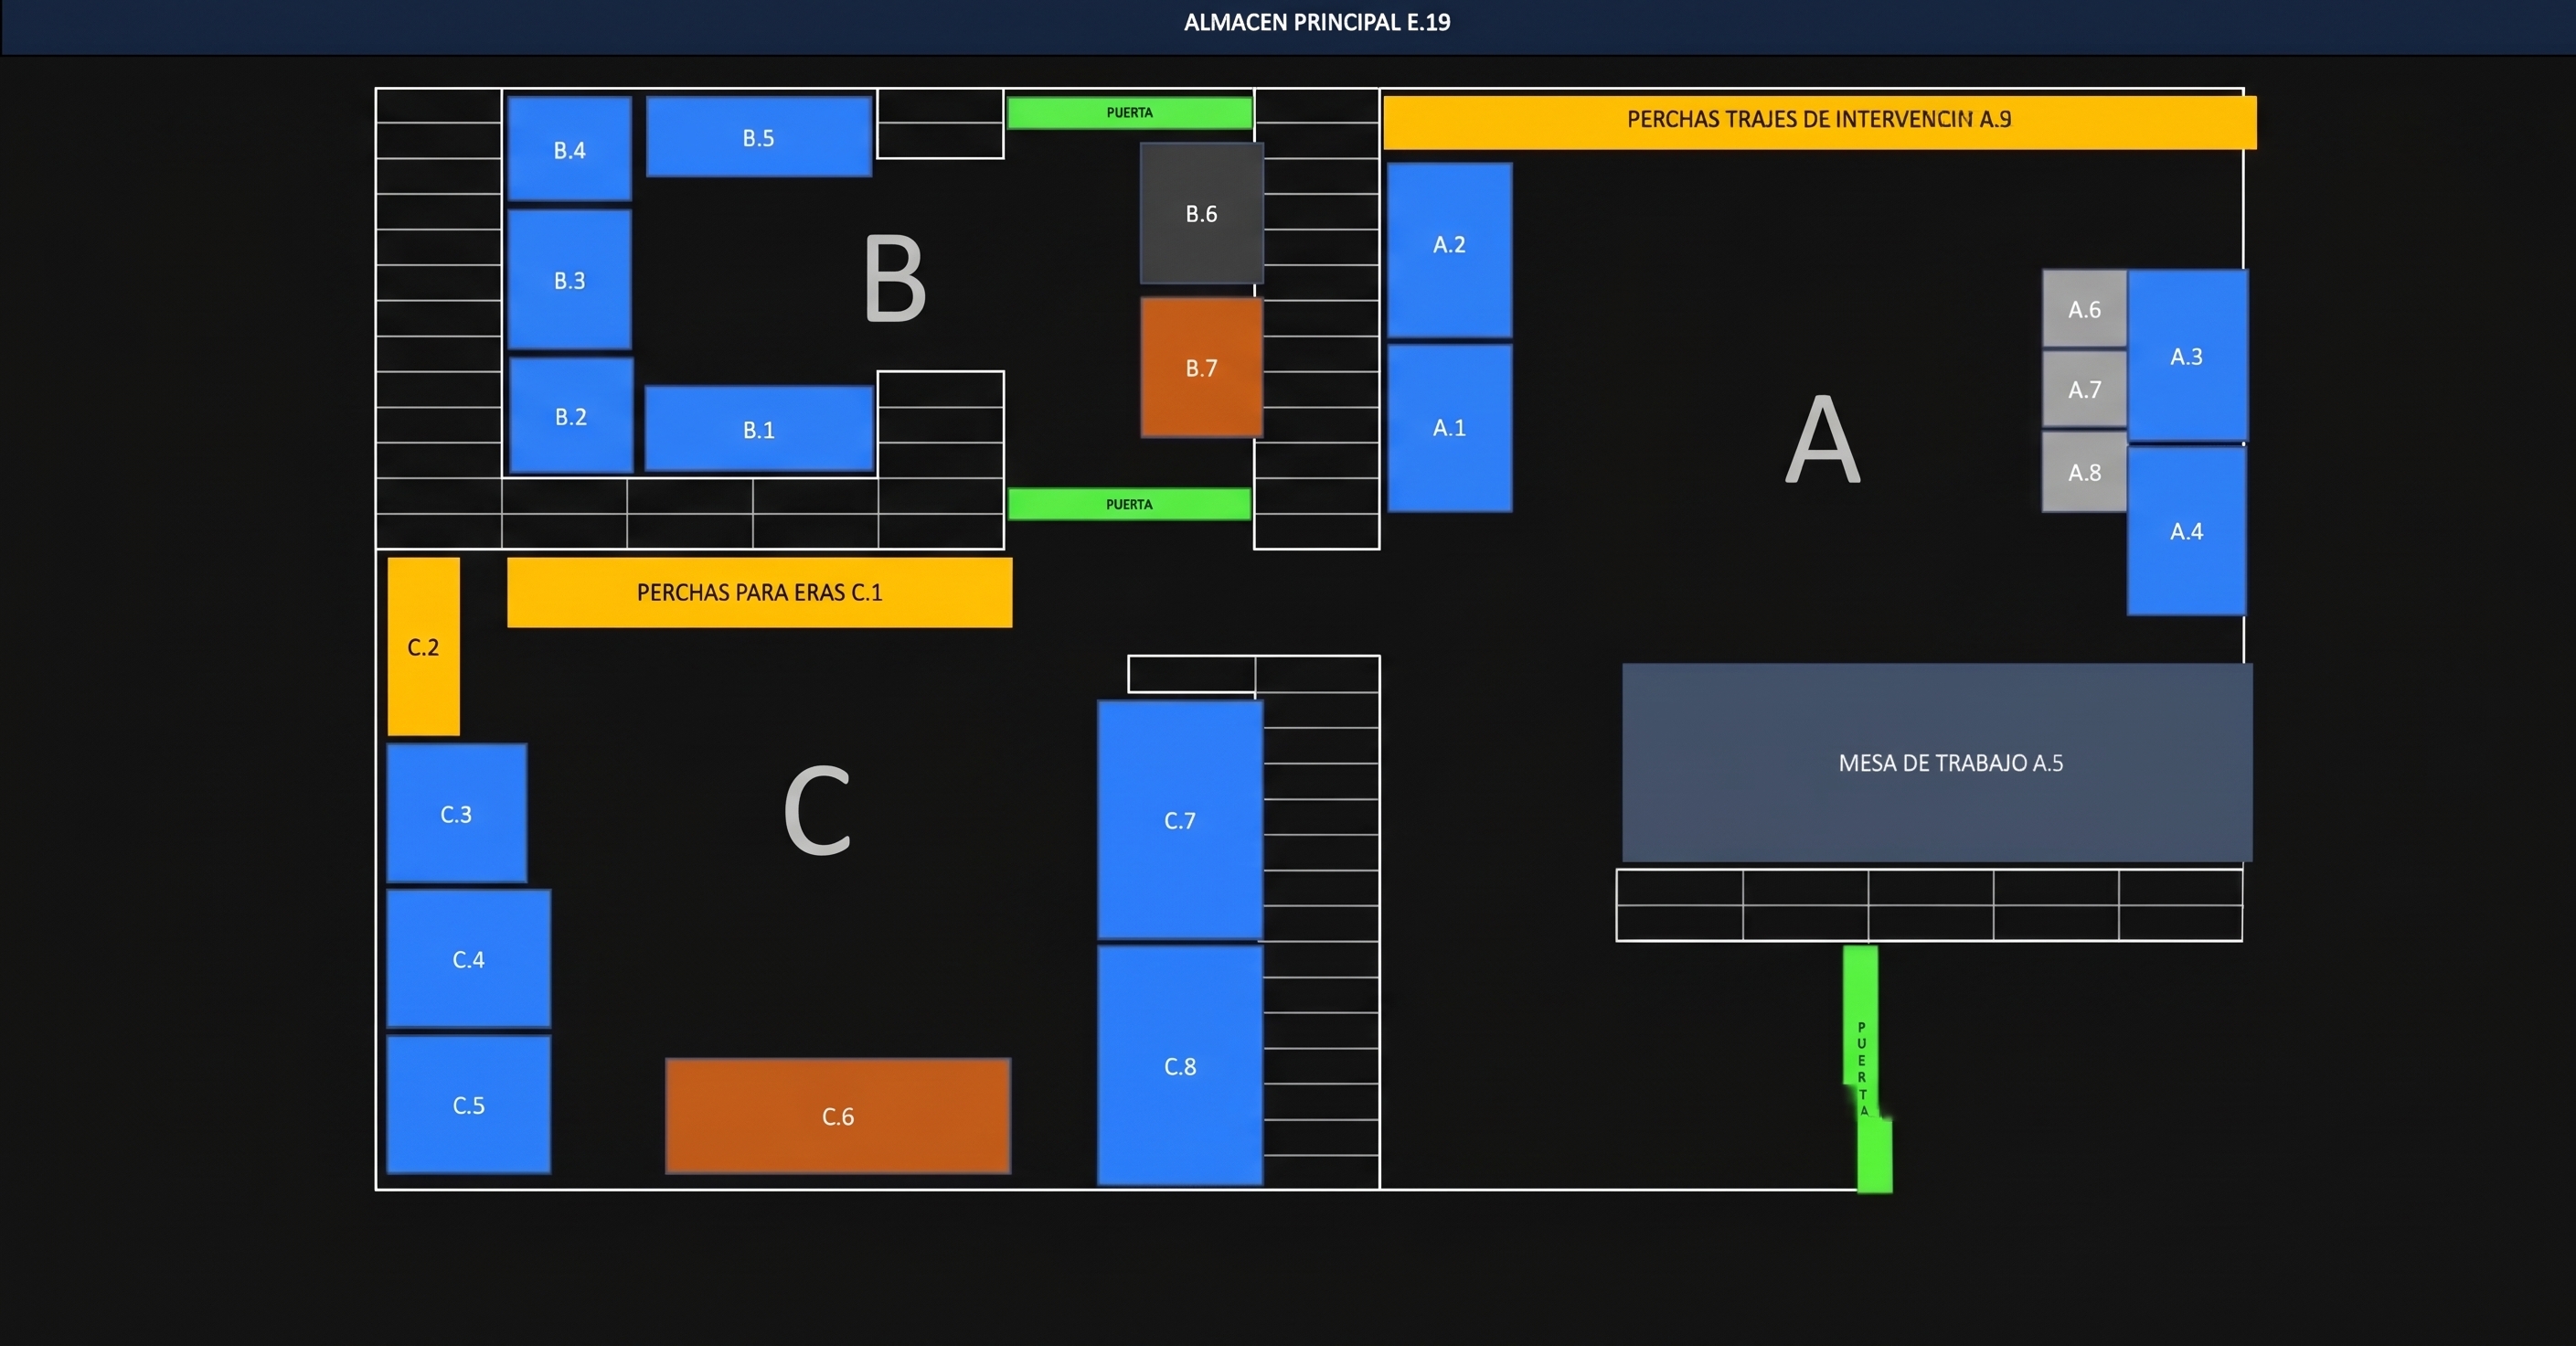 ALMACEN PRINCIPAL E.19
B.4
B.5
PUERTA
B.6
B.3
B
B.7
B.2
B.1
PUERTA
PERCHAS TRAJES DE INTERVENCIN A.9
A.2
A.6
A.3
A.7
A.1
A
A.8
A.4
MESA DE TRABAJO A.5
PUERTA
PERCHAS PARA ERAS C.1
C.2
C.3
C
C.7
C.4
C.8
C.5
C.6